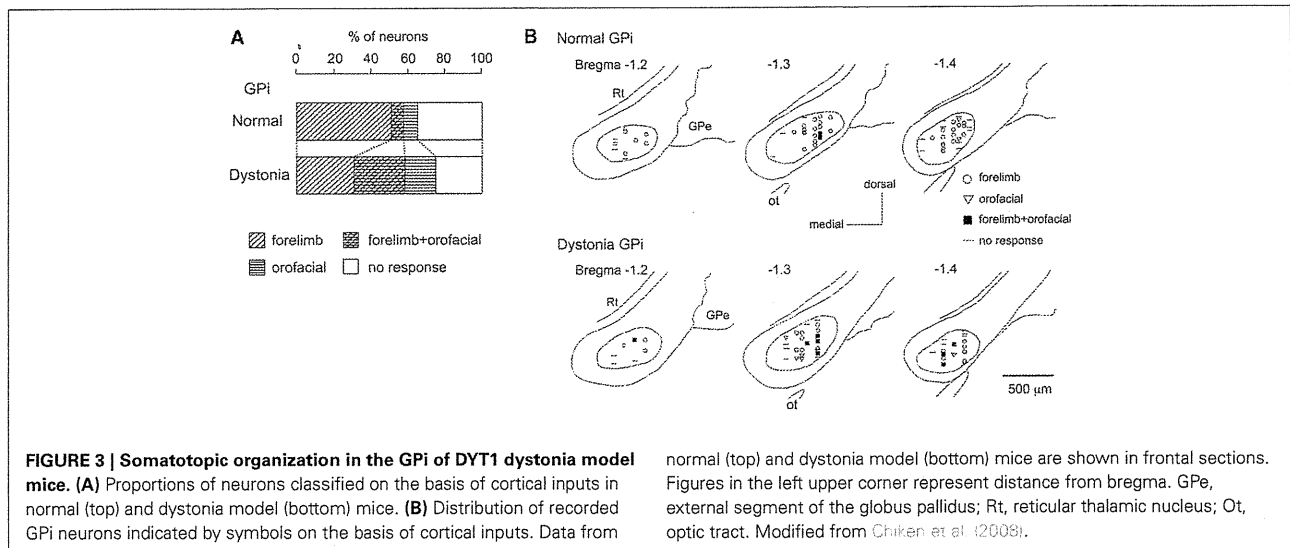 A
% of neurons
0 20 40 60 80 100
GPi
Normal
Dystonia
forelimb
forelimb+orofacial
orofacial
no response
B
Normal GPi
Bregma -1.2
-1.3
-1.4
Rt
GPe
ot
dorsal
medial
forelimb
orofacial
forelimb+orofacial
no response
Dystonia GPi
Bregma -1.2
-1.3
-1.4
Rt
GPe
ot
500 µm
FIGURE 3 | Somatotopic organization in the GPi of DYT1 dystonia model
mice. (A) Proportions of neurons classified on the basis of cortical inputs in
normal (top) and dystonia model (bottom) mice. (B) Distribution of recorded
GPi neurons indicated by symbols on the basis of cortical inputs. Data from
normal (top) and dystonia model (bottom) mice are shown in frontal sections.
Figures in the left upper corner represent distance from bregma. GPe,
external segment of the globus pallidus; Rt, reticular thalamic nucleus; Ot,
optic tract. Modified from Chiken et al. (2008).